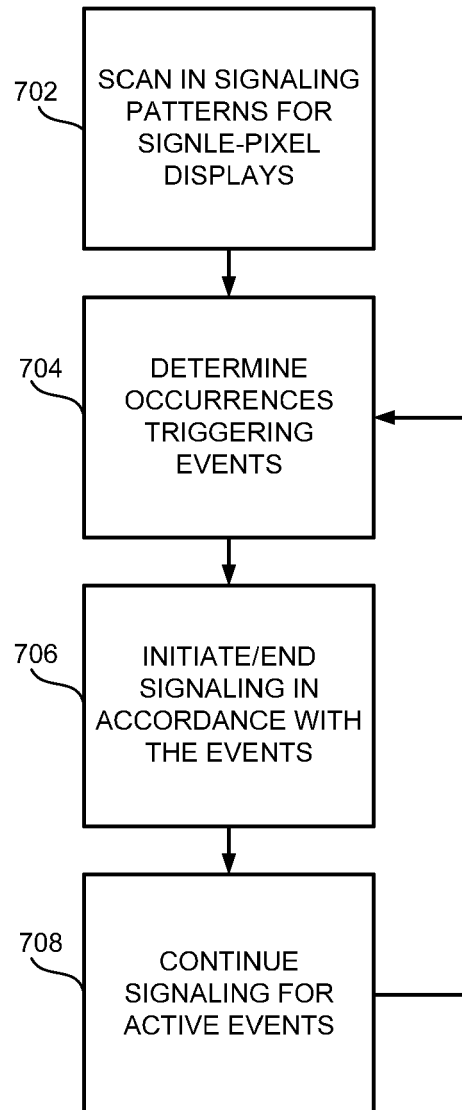 702
SCAN IN SIGNALING
PATTERNS FOR
SIGNLE-PIXEL
DISPLAYS
704
DETERMINE
OCCURRENCES
TRIGGERING
EVENTS
706
INITIATE/END
SIGNALING IN
ACCORDANCE WITH
THE EVENTS
708
CONTINUE
SIGNALING FOR
ACTIVE EVENTS